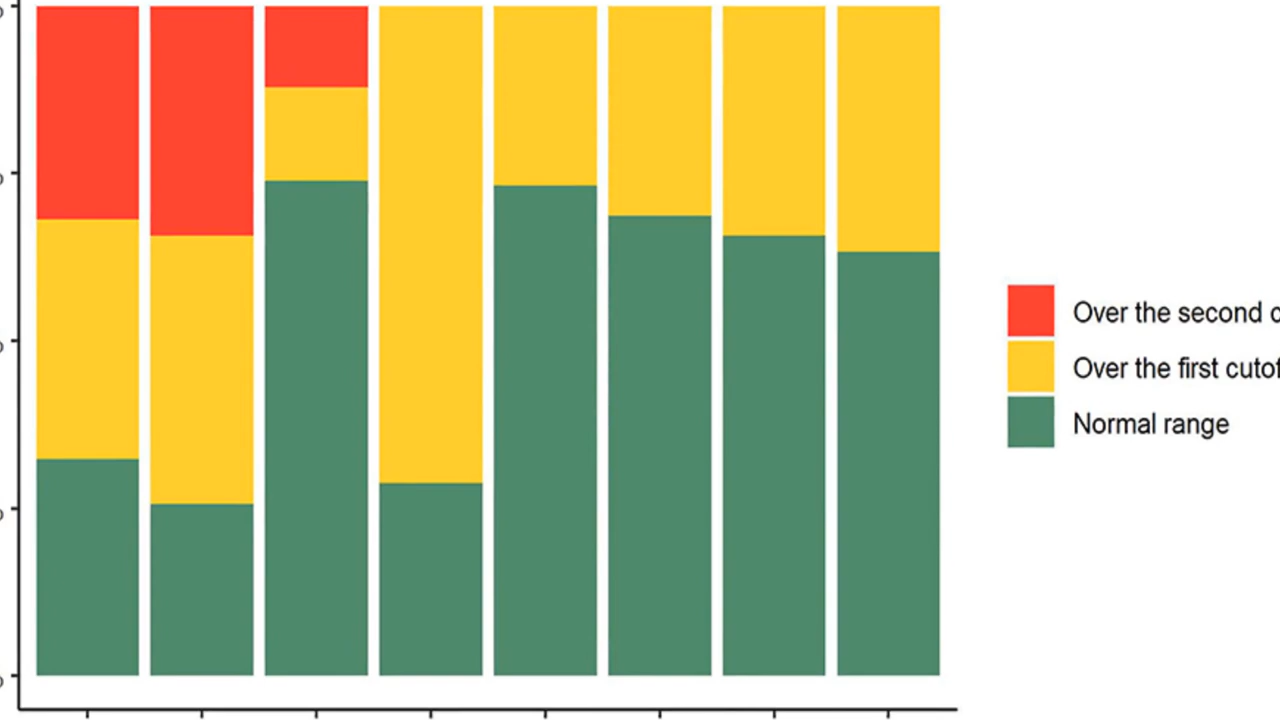 Over the second c
Over the first cutof
Normal range